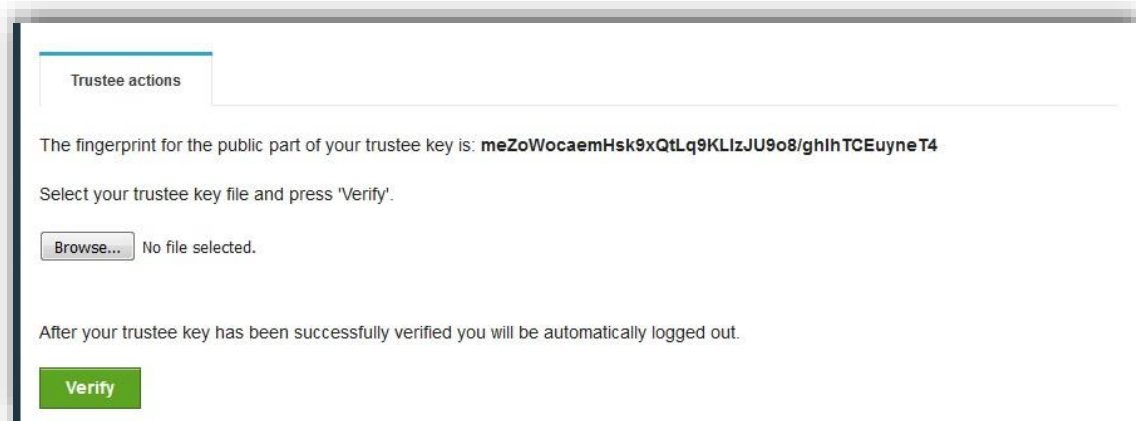 Trustee actions
The fingerprint for the public part of your trustee key is: meZoWocaemHsk9xQtLq9KLIzJU9o8/ghlhTCEuyneT4
Select your trustee key file and press 'Verify'.
Browse... No file selected.
After your trustee key has been successfully verified you will be automatically logged out.
Verify